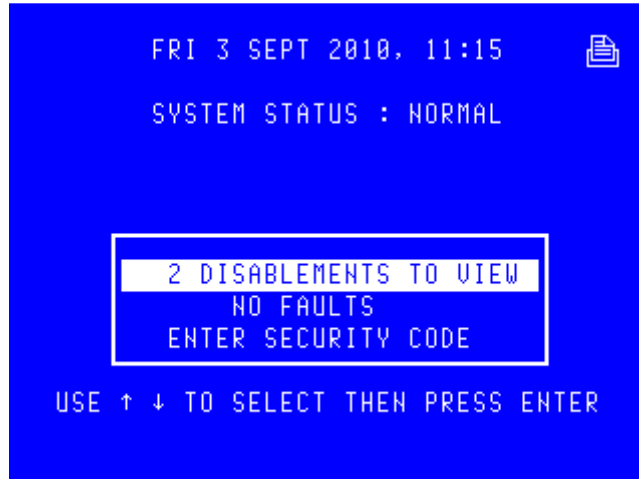 FRI 3 SEPT 2010, 11:15
SYSTEM STATUS : NORMAL
2 DISABLEMENTS TO VIEW
NO FAULTS
ENTER SECURITY CODE
USE ↑ ↓ TO SELECT THEN PRESS ENTER